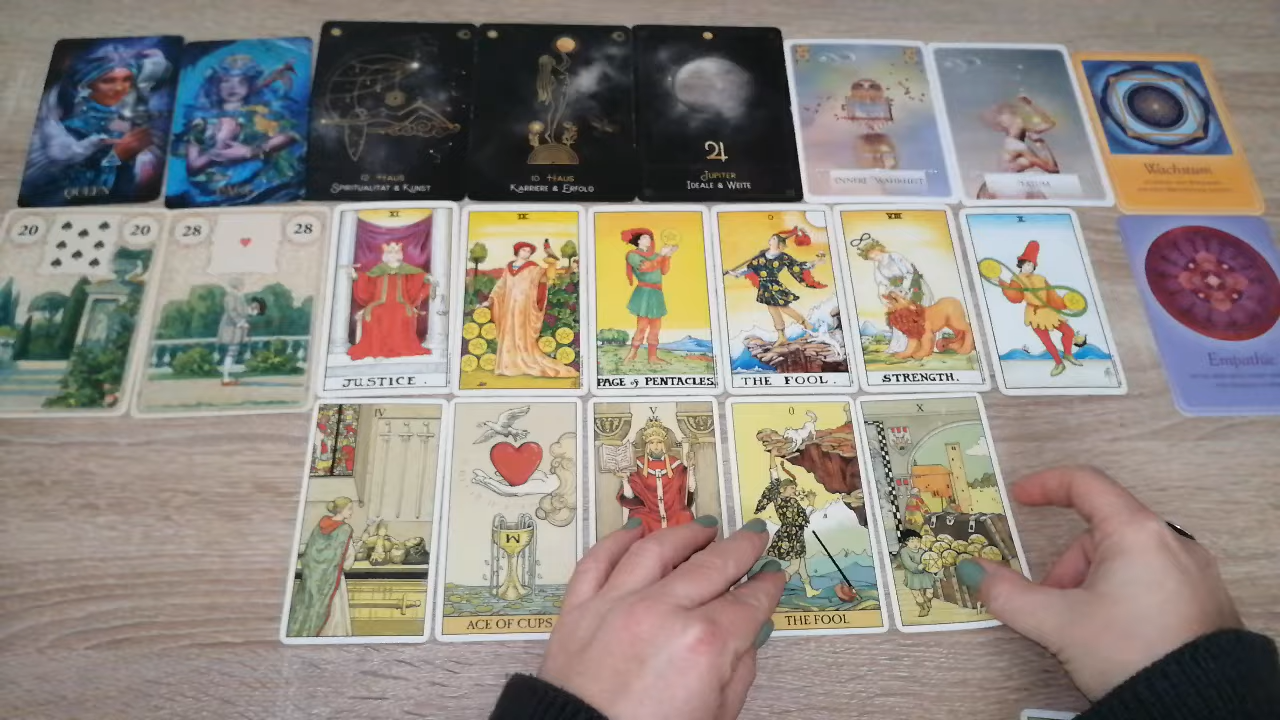 QUEEN
12 HAUS
SPIRITUALITÄT & KUNST
10 HAUS
KARRIERE & ERFOLG
JUPITER
IDEALE & WEITE
INNERE WAHRHEIT
Wachstum
20 20
28 28
XI
JUSTICE.
IX
PAGE of PENTACLES
0
THE FOOL.
VIII
STRENGTH.
II
Empathie
IV
ACE OF CUPS
V
0
THE FOOL
X